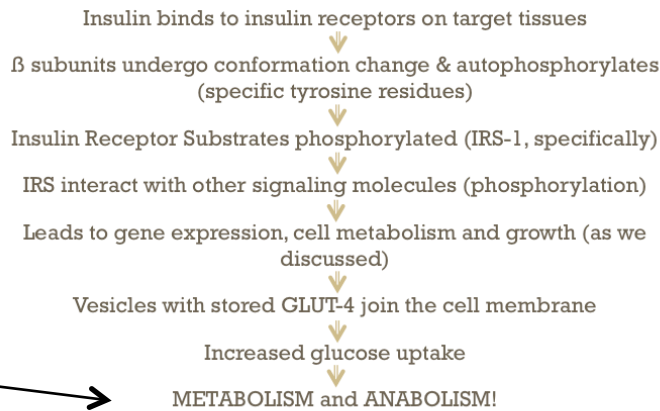 Insulin binds to insulin receptors on target tissues
ß subunits undergo conformation change & autophosphorylates
(specific tyrosine residues)
Insulin Receptor Substrates phosphorylated (IRS-1, specifically)
IRS interact with other signaling molecules (phosphorylation)
Leads to gene expression, cell metabolism and growth (as we
discussed)
Vesicles with stored GLUT-4 join the cell membrane
Increased glucose uptake
METABOLISM and ANABOLISM!